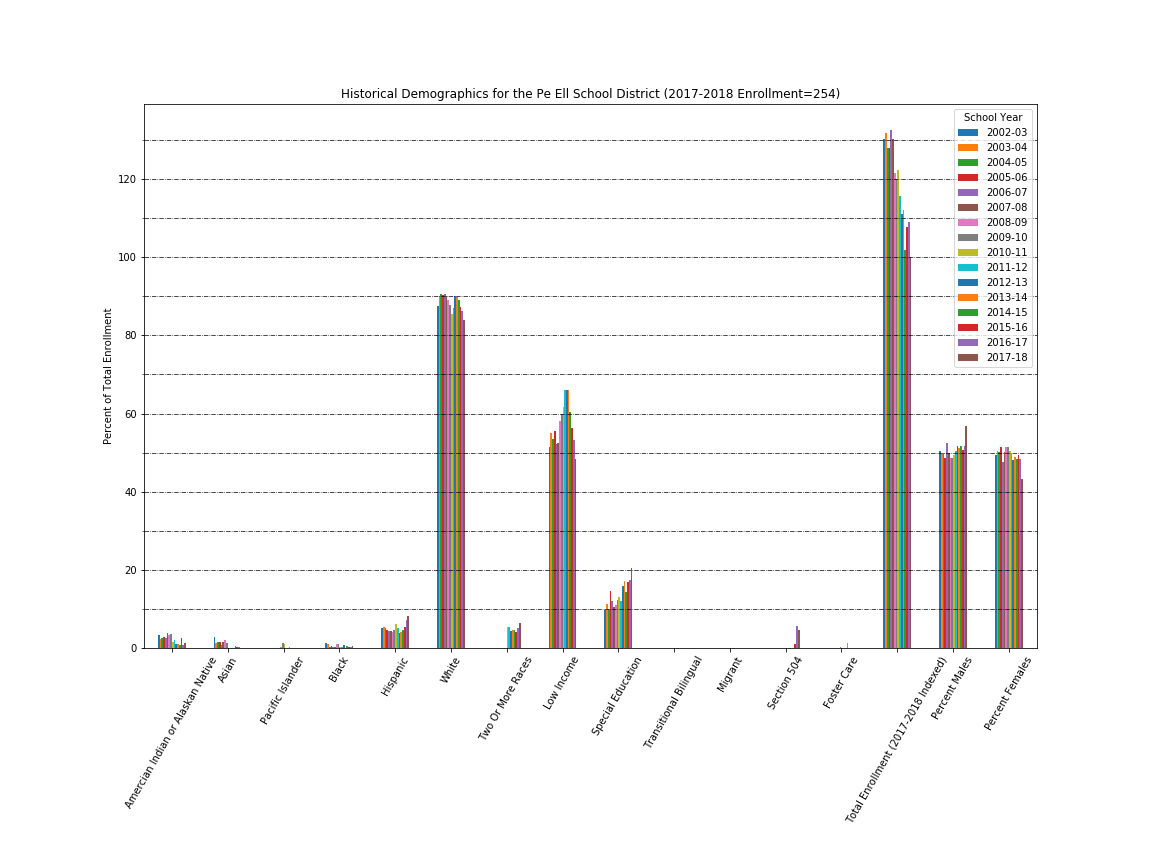 Historical Demographics for the Pe Ell School District (2017-2018 Enrollment=254)
Percent of Total Enrollment
120
100
80
60
40
20
0
School Year
2002-03
2003-04
2004-05
2005-06
2006-07
2007-08
2008-09
2009-10
2010-11
2011-12
2012-13
2013-14
2014-15
2015-16
2016-17
2017-18
Amercian Indian or Alaskan Native
Asian
Pacific Islander
Black
Hispanic
White
Two Or More Races
Low Income
Special Education
Transitional Bilingual
Migrant
Section 504
Foster Care
Total Enrollment (2017-2018 Indexed)
Percent Males
Percent Females